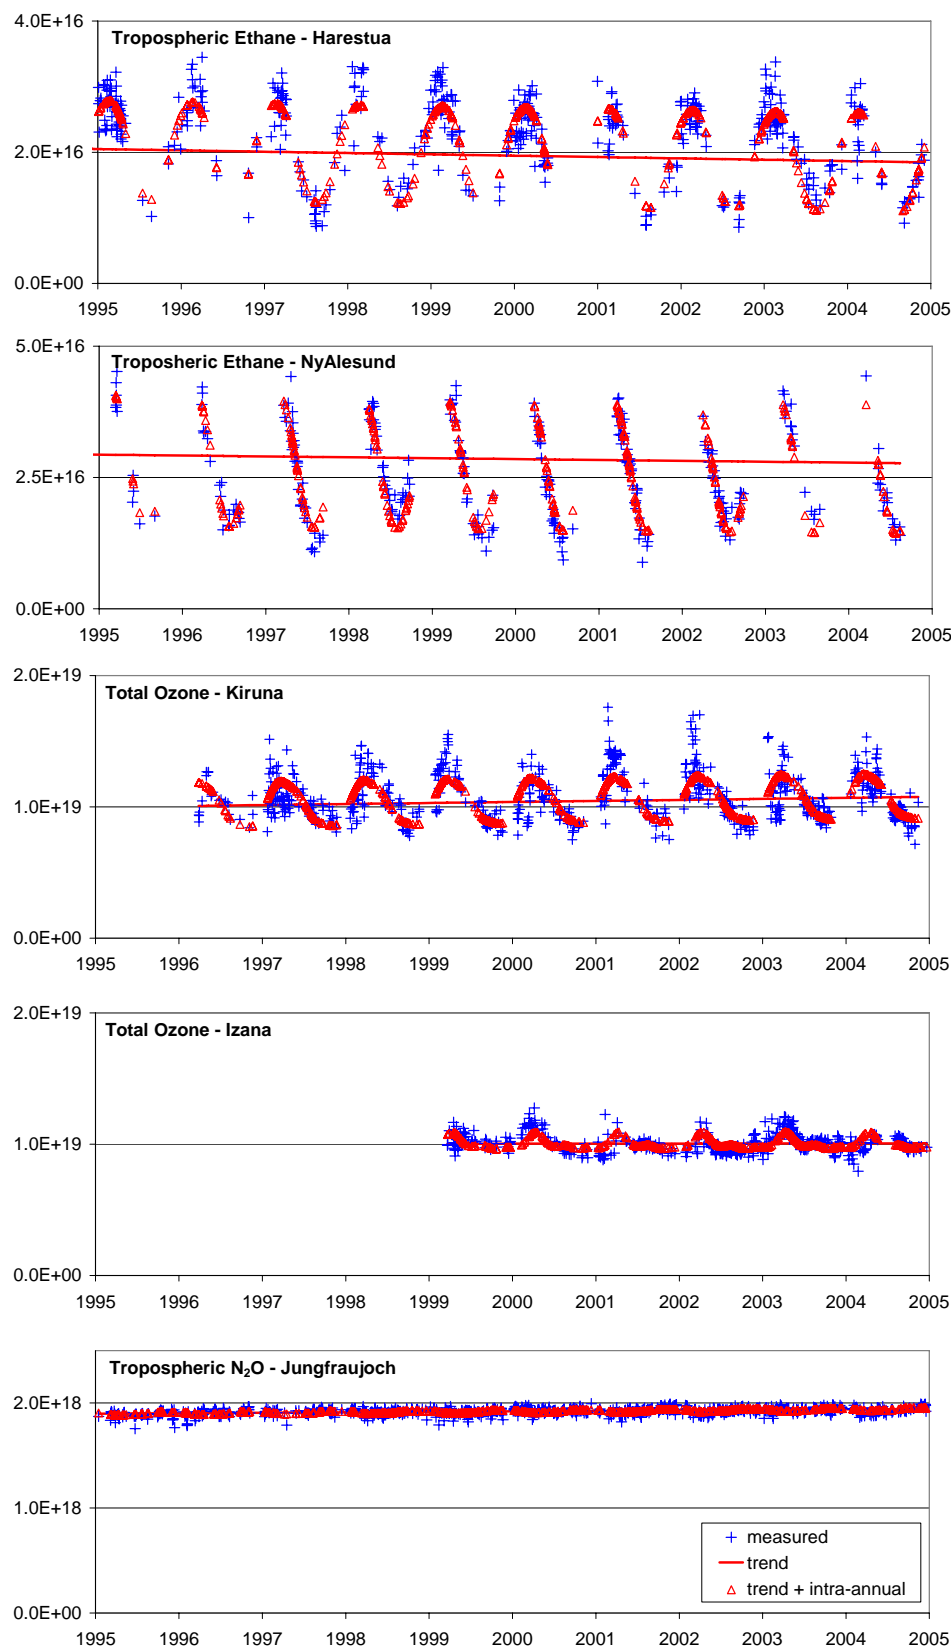 Tropospheric Ethane - Harestua
4.0E+16
2.0E+16
0.0E+00
1995 1996 1997 1998 1999 2000 2001 2002 2003 2004 2005
Troposheric Ethane - NyAlesund
5.0E+16
2.5E+16
0.0E+00
1995 1996 1997 1998 1999 2000 2001 2002 2003 2004 2005
Total Ozone - Kiruna
2.0E+19
1.0E+19
0.0E+00
1995 1996 1997 1998 1999 2000 2001 2002 2003 2004 2005
Total Ozone - Izana
2.0E+19
1.0E+19
0.0E+00
1995 1996 1997 1998 1999 2000 2001 2002 2003 2004 2005
Tropospheric N₂O - Jungfraujoch
2.0E+18
1.0E+18
0.0E+00
measured
trend
trend + intra-annual
1995 1996 1997 1998 1999 2000 2001 2002 2003 2004 2005